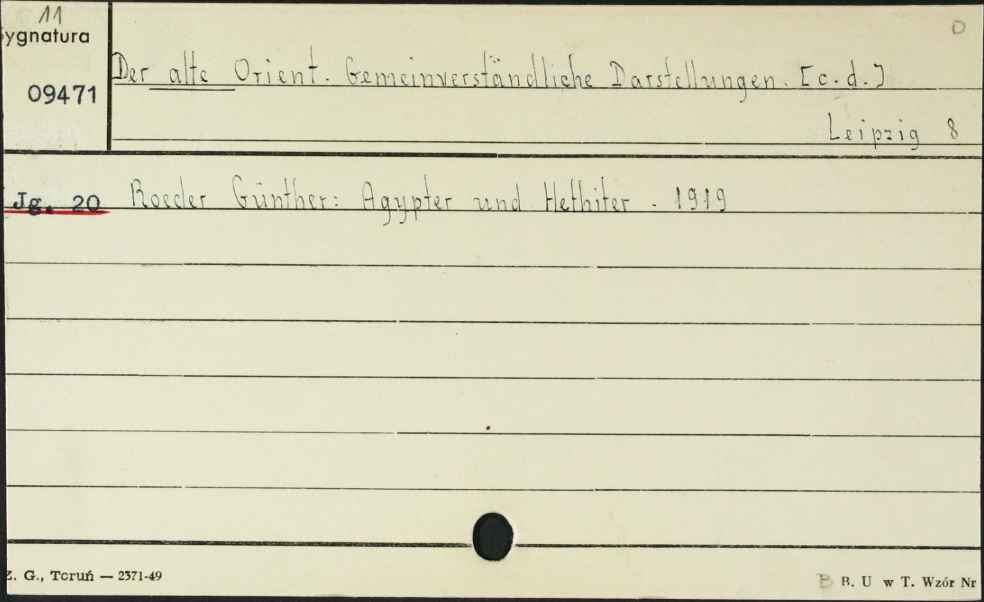 11
Sygnatura
09471
Der alte Orient. Gemeinverständliche Darstellungen. [c.d.]
Leipzig 8
Jg. 20 Roeder Günther: Agypter und Hethiter. 1919
Z. G., Toruń — 2371-49
B B. U w T. Wzór Nr